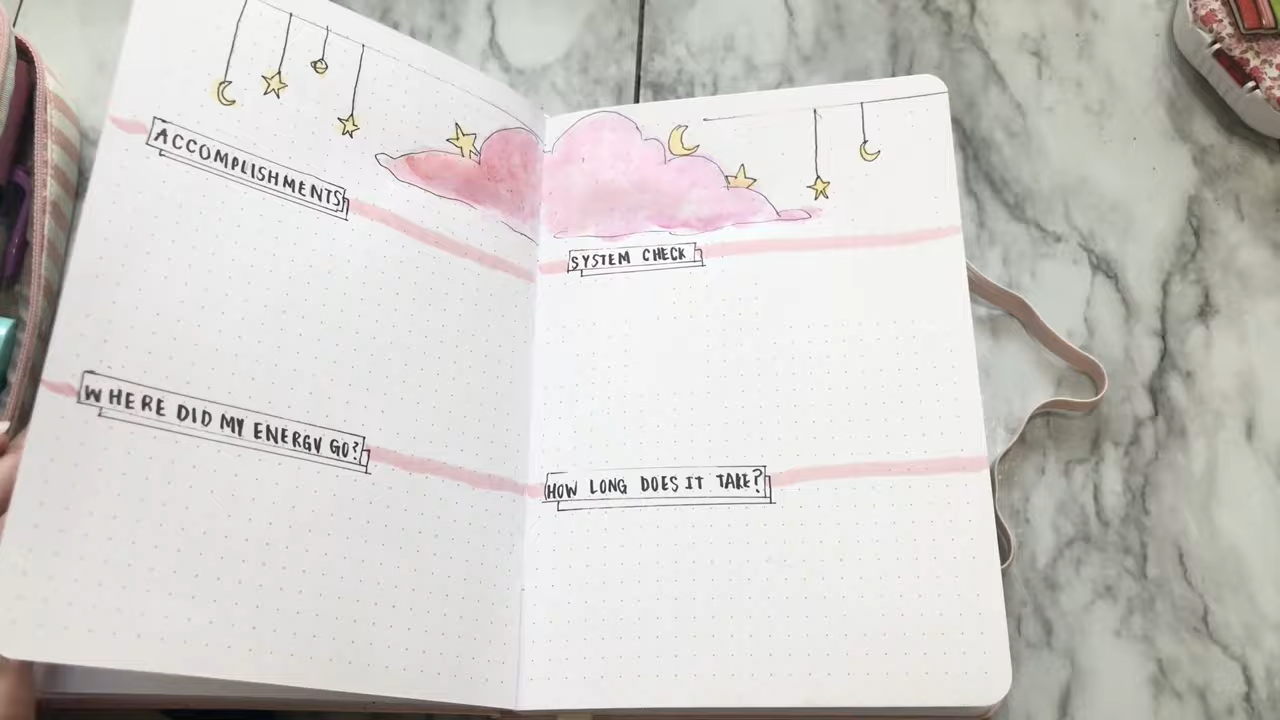 ACCOMPLISHMENTS
WHERE DID MY ENERGY GO?
SYSTEM CHECK
HOW LONG DOES IT TAKE?